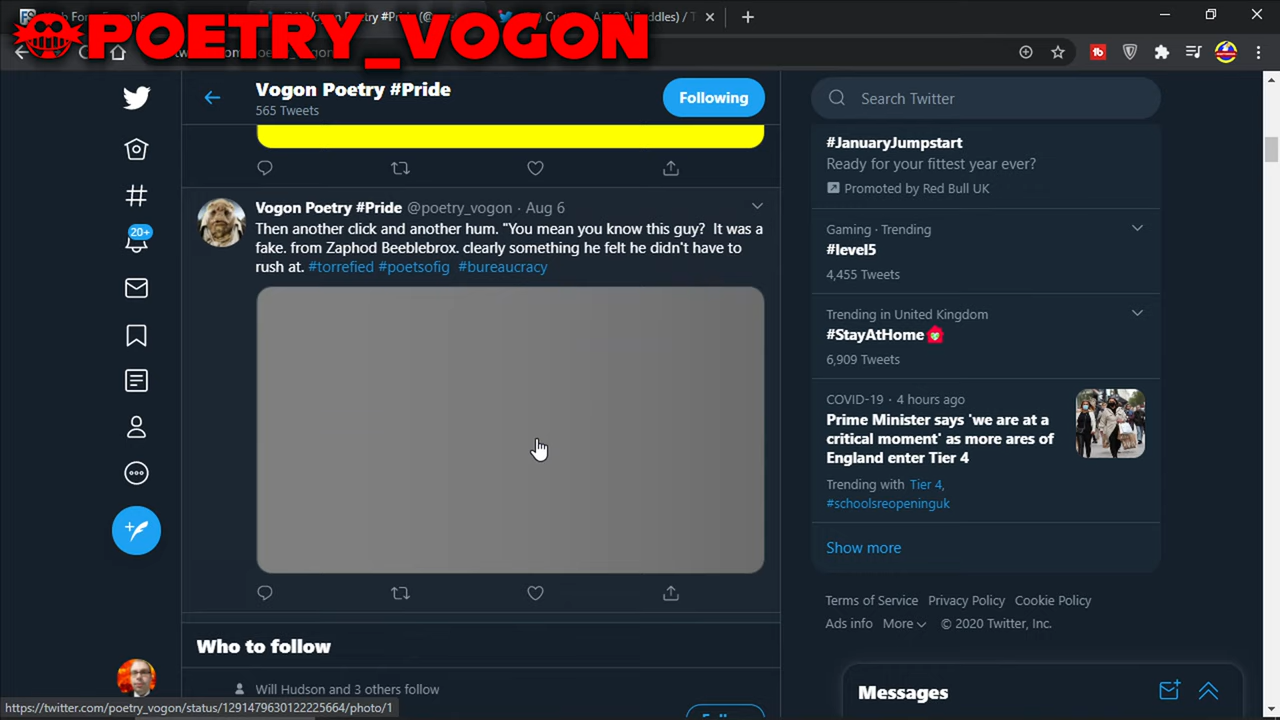 POETRY_VOGON
Vogon Poetry #Pride
565 Tweets
Following
Search Twitter
#JanuaryJumpstart
Ready for your fittest year ever?
Promoted by Red Bull UK
20+
Vogon Poetry #Pride @poetry_vogon · Aug 6
Then another click and another hum. "You mean you know this guy? It was a
fake. from Zaphod Beeblebrox. clearly something he felt he didn't have to
rush at. #torrefied #poetsofig #bureaucracy
Gaming · Trending
#level5
4,455 Tweets
Trending in United Kingdom
#StayAtHome
6,909 Tweets
COVID-19 · 4 hours ago
Prime Minister says 'we are at a
critical moment' as more ares of
England enter Tier 4
Trending with Tier 4,
#schoolsreopeninguk
Show more
Terms of Service Privacy Policy Cookie Policy
Ads info More © 2020 Twitter, Inc.
Who to follow
Will Hudson and 3 others follow
Messages
https://twitter.com/poetry_vogon/status/1291479630122225664/photo/1